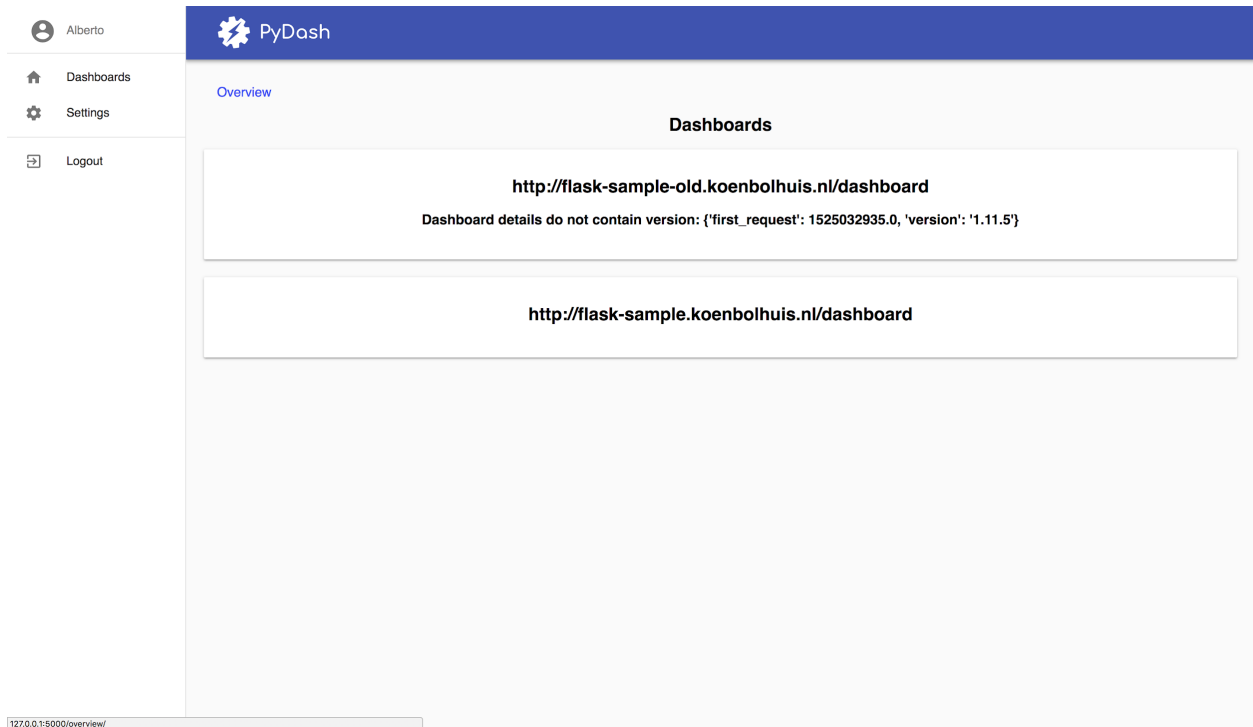 Alberto
PyDash
Dashboards
Settings
Logout
Overview
Dashboards
http://flask-sample-old.koenbolhuis.nl/dashboard
Dashboard details do not contain version: {'first_request': 1525032935.0, 'version': '1.11.5'}
http://flask-sample.koenbolhuis.nl/dashboard
127.0.0.1:5000/overview/